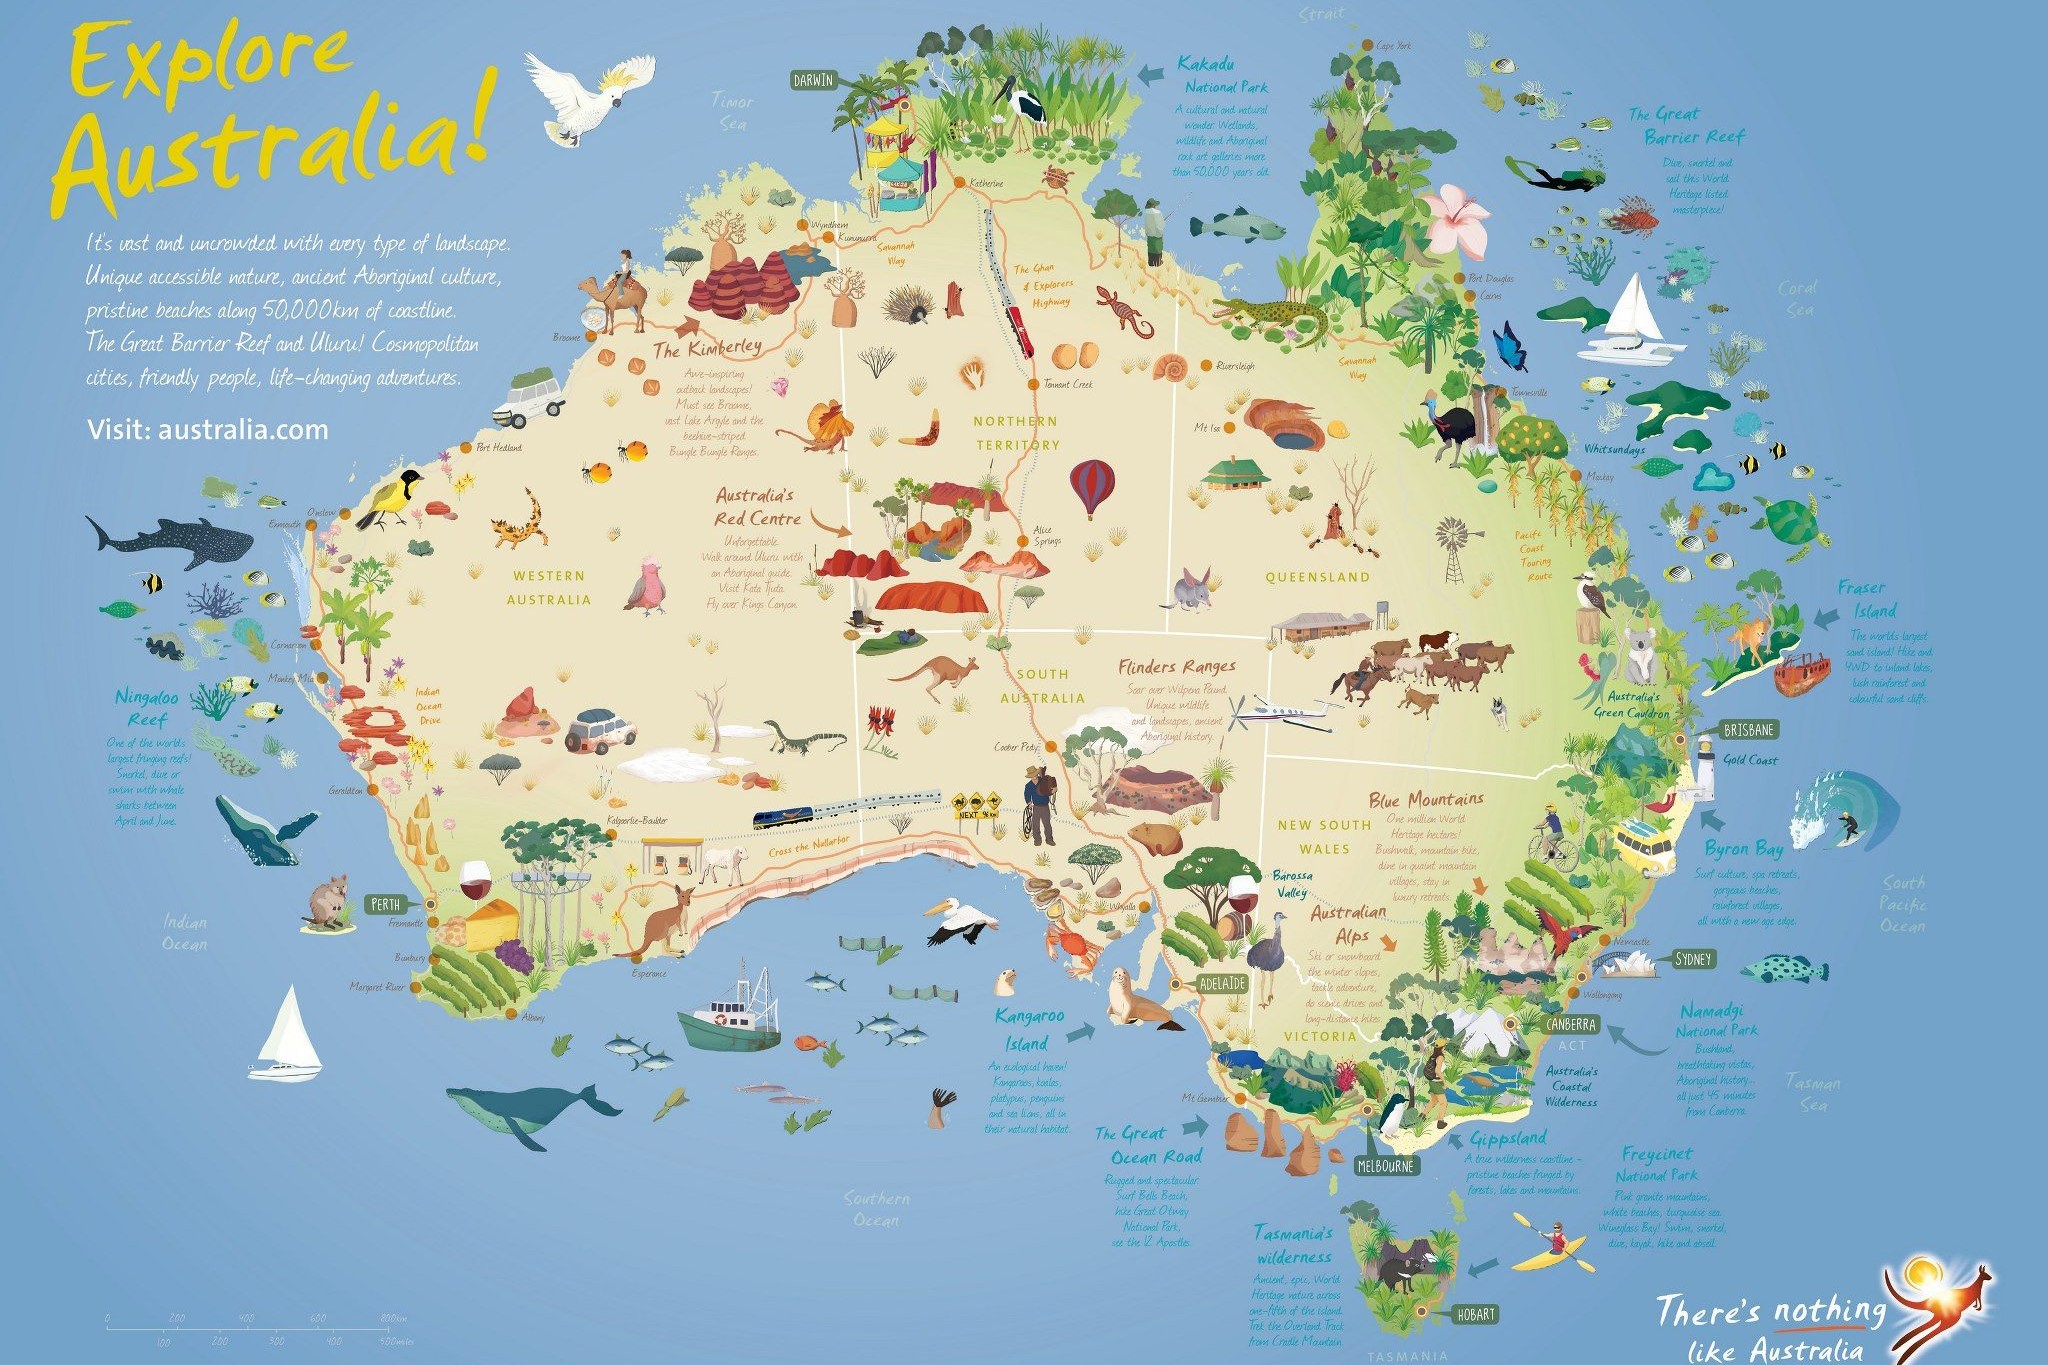 Explore
Australia!
It's vast and uncrowded with every type of landscape.
Unique accessible nature, ancient Aboriginal culture,
pristine beaches along 50,000km of coastline.
The Great Barrier Reef and Uluru! Cosmopolitan
cities, friendly people, life-changing adventures.
Visit: australia.com
Timor
Sea
DARWIN
Kakadu
National Park
A cultural and natural
wonder. Wetlands,
wildlife and Aboriginal
rock art galleries more
than 50,000 years old.
Strait
Cape York
The Great
Barrier Reef
Dive, snorkel and
sail this World
Heritage listed
masterpiece!
Coral
Sea
Katherine
Wyndham
Kununurra
Savannah
Way
The Ghan
& Explorers
Highway
Port Douglas
Cairns
Broome
The Kimberley
Awe-inspiring
outback landscapes!
Must see Broome,
vast Lake Argyle and the
beehive-striped
Bungle Bungle Ranges.
Tennant Creek
Riversleigh
Savannah
Way
Townsville
NORTHERN
TERRITORY
Mt Isa
Whitsundays
Mackay
Port Hedland
Onslow
Exmouth
Australia's
Red Centre
Unforgettable.
Walk around Uluru with
an Aboriginal guide.
Visit Kata Tjuta.
Fly over Kings Canyon.
Alice
Springs
Pacific
Coast
Touring
Route
WESTERN
AUSTRALIA
QUEENSLAND
Fraser
Island
The worlds largest
sand island! Hike and
4WD to inland lakes,
lush rainforest and
colourful sand cliffs.
Carnarvon
Monkey Mia
Ningaloo
Reef
One of the worlds
largest fringing reefs!
Snorkel, dive or
swim with whale
sharks between
April and June.
Indian
Ocean
Drive
Geraldton
SOUTH
AUSTRALIA
Flinders Ranges
Soar over Wilpena Pound.
Unique wildlife
and landscapes, ancient
Aboriginal history.
Coober Pedy
Australia's
Green Cauldron
BRISBANE
Gold Coast
Kalgoorlie-Boulder
Cross the Nullarbor
NEXT 96 km
NEW SOUTH
WALES
Blue Mountains
One million World
Heritage hectares!
Bushwalk, mountain bike,
dine in quaint mountain
villages, stay in
luxury retreats.
Byron Bay
Surf culture, spa retreats,
gorgeous beaches,
rainforest villages,
all with a new age edge.
South
Pacific
Ocean
PERTH
Fremantle
Bunbury
Margaret River
Albany
Esperance
Indian
Ocean
Whyalla
Barossa
Valley
ADELAIDE
Australian
Alps
Ski or snowboard
the winter slopes,
tackle adventure,
do scenic drives and
long-distance hikes.
Newcastle
SYDNEY
Wollongong
Kangaroo
Island
An ecological haven!
Kangaroos, koalas,
platypus, penguins
and sea lions, all in
their natural habitat.
VICTORIA
CANBERRA
ACT
Namadgi
National Park
Bushland,
breathtaking vistas,
Aboriginal history...
all just 45 minutes
from Canberra.
Australia's
Coastal
Wilderness
Tasman
Sea
Mt Gambier
The Great
Ocean Road
Rugged and spectacular.
Surf Bells Beach,
hike Great Otway
National Park,
see the 12 Apostles.
MELBOURNE
Gippsland
A true wilderness coastline -
pristine beaches fringed by
forests, lakes and mountains.
Freycinet
National Park
Pink granite mountains,
white beaches, turquoise sea.
Wineglass Bay! Swim, snorkel,
dive, kayak, hike and abseil.
Southern
Ocean
Tasmania's
wilderness
Ancient, epic, World
Heritage nature across
one-fifth of the island.
Trek the Overland Track
from Cradle Mountain.
HOBART
TASMANIA
0 200 400 600 800km
100 200 300 400 500miles
There's nothing
like Australia